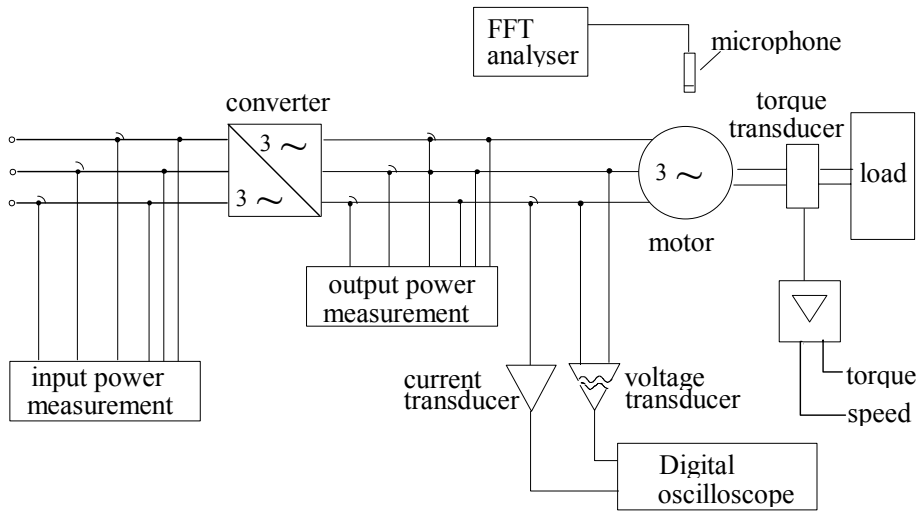 FFT
analyser
microphone
converter
torque
transducer
3 ~
3 ~
3 ~
load
motor
output power
measurement
input power
measurement
current
transducer
voltage
transducer
torque
speed
Digital
oscilloscope